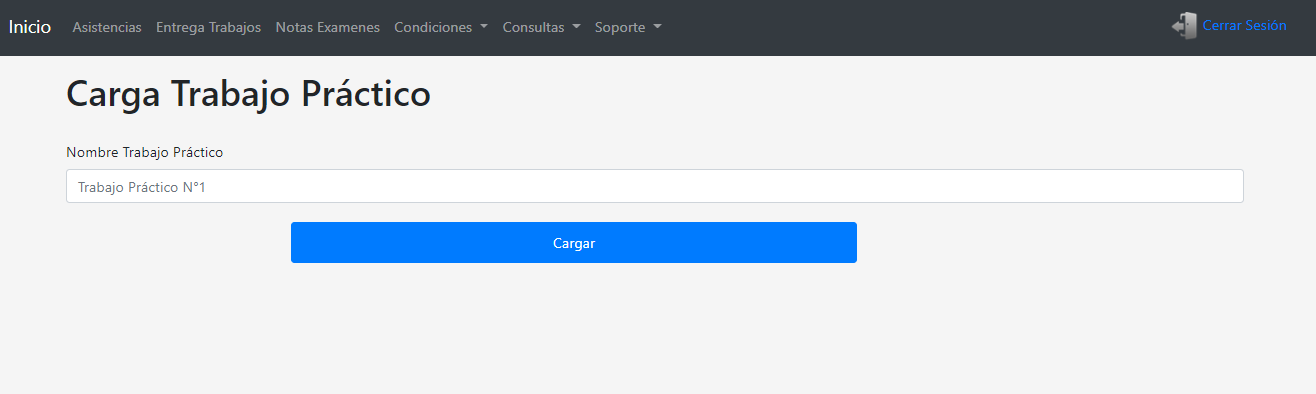 Inicio Asistencias Entrega Trabajos Notas Examenes Condiciones Consultas Soporte Cerrar Sesión
Carga Trabajo Práctico
Nombre Trabajo Práctico
Trabajo Práctico N°1
Cargar